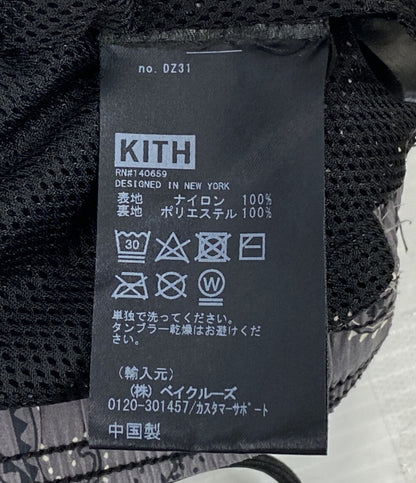 no. DZ31
KITH
RN#140659
DESIGNED IN NEW YORK
表地 ナイロン 100%
裏地 ポリエステル 100%
30
W
単独で洗ってください。
タンブラー乾燥はお避けください。
(輸入元)
(株) ベイクルーズ
0120-301457/カスタマーサポート
中国製